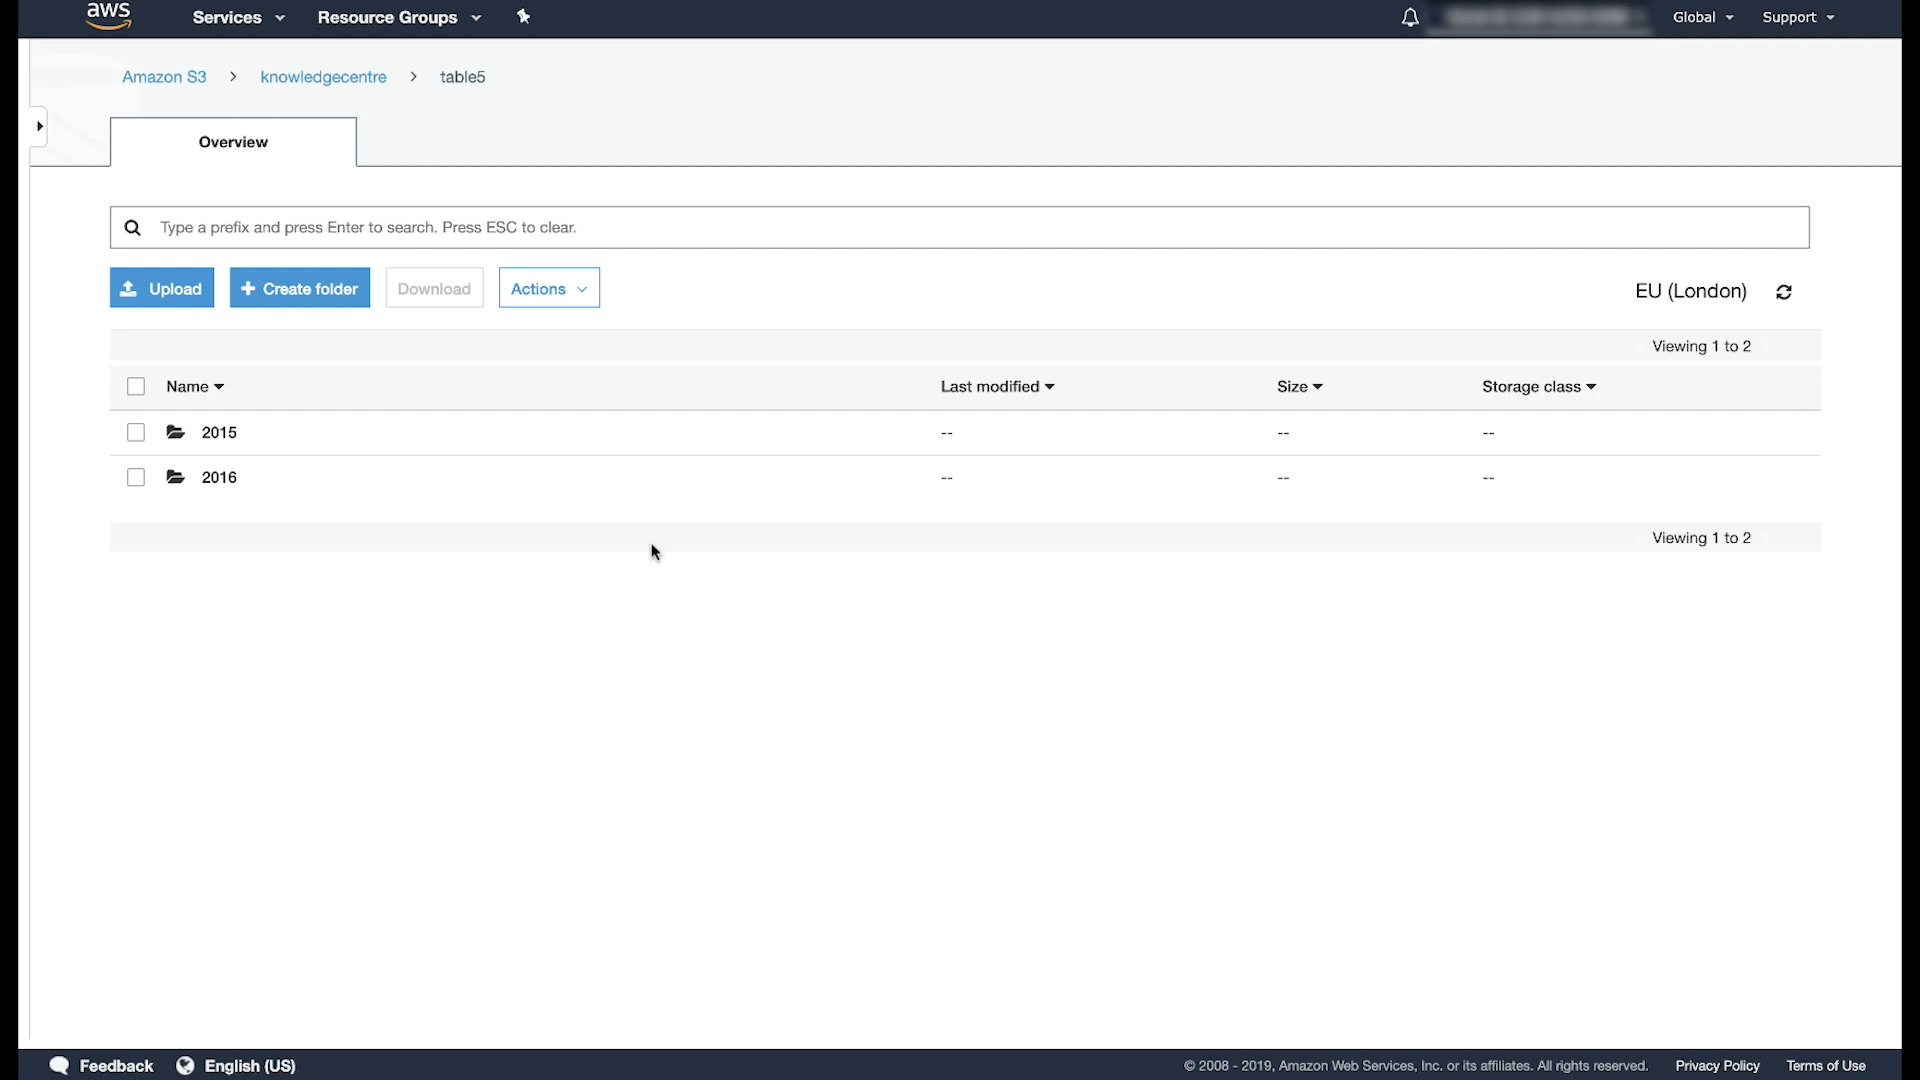 aws Services Resource Groups Global Support
Amazon S3 > knowledgecentre > table5
Overview
Type a prefix and press Enter to search. Press ESC to clear.
Upload + Create folder Download Actions EU (London)
Viewing 1 to 2
Name Last modified Size Storage class
2015 -- -- --
2016 -- -- --
Viewing 1 to 2
Feedback English (US) © 2008 - 2019, Amazon Web Services, Inc. or its affiliates. All rights reserved. Privacy Policy Terms of Use